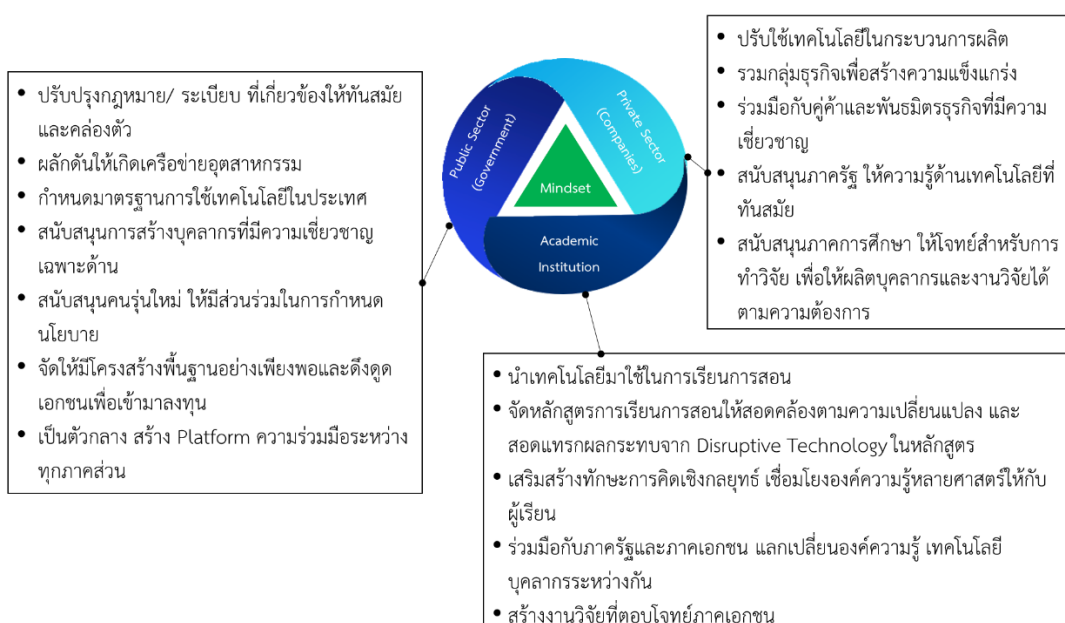 • ปรับปรุงกฎหมาย/ ระเบียบ ที่เกี่ยวข้องให้ทันสมัย
และคล่องตัว
• ผลักดันให้เกิดเครือข่ายอุตสาหกรรม
• กำหนดมาตรฐานการใช้เทคโนโลยีในประเทศ
• สนับสนุนการสร้างบุคลากรที่มีความเชี่ยวชาญ
เฉพาะด้าน
• สนับสนุนคนรุ่นใหม่ ให้มีส่วนร่วมในการกำหนด
นโยบาย
• จัดให้มีโครงสร้างพื้นฐานอย่างเพียงพอและดึงดูด
เอกชนเพื่อเข้ามาลงทุน
• เป็นตัวกลาง สร้าง Platform ความร่วมมือระหว่าง
ทุกภาคส่วน
Public Sector
(Government)
Private Sector
(Companies)
Mindset
Academic
Institution
• ปรับใช้เทคโนโลยีในกระบวนการผลิต
• รวมกลุ่มธุรกิจเพื่อสร้างความแข็งแกร่ง
• ร่วมมือกับคู่ค้าและพันธมิตรธุรกิจที่มีความ
เชี่ยวชาญ
• สนับสนุนภาครัฐ ให้ความรู้ด้านเทคโนโลยีที่
ทันสมัย
• สนับสนุนภาคการศึกษา ให้โจทย์สำหรับการ
ทำวิจัย เพื่อให้ผลิตบุคลากรและงานวิจัยได้
ตามความต้องการ
• นำเทคโนโลยีมาใช้ในการเรียนการสอน
• จัดหลักสูตรการเรียนการสอนให้สอดคล้องตามความเปลี่ยนแปลง และ
สอดแทรกผลกระทบจาก Disruptive Technology ในหลักสูตร
• เสริมสร้างทักษะการคิดเชิงกลยุทธ์ เชื่อมโยงองค์ความรู้หลายศาสตร์ให้กับ
ผู้เรียน
• ร่วมมือกับภาครัฐและภาคเอกชน แลกเปลี่ยนองค์ความรู้ เทคโนโลยี
บุคลากรระหว่างกัน
• สร้างงานวิจัยที่ตอบโจทย์ภาคเอกชน